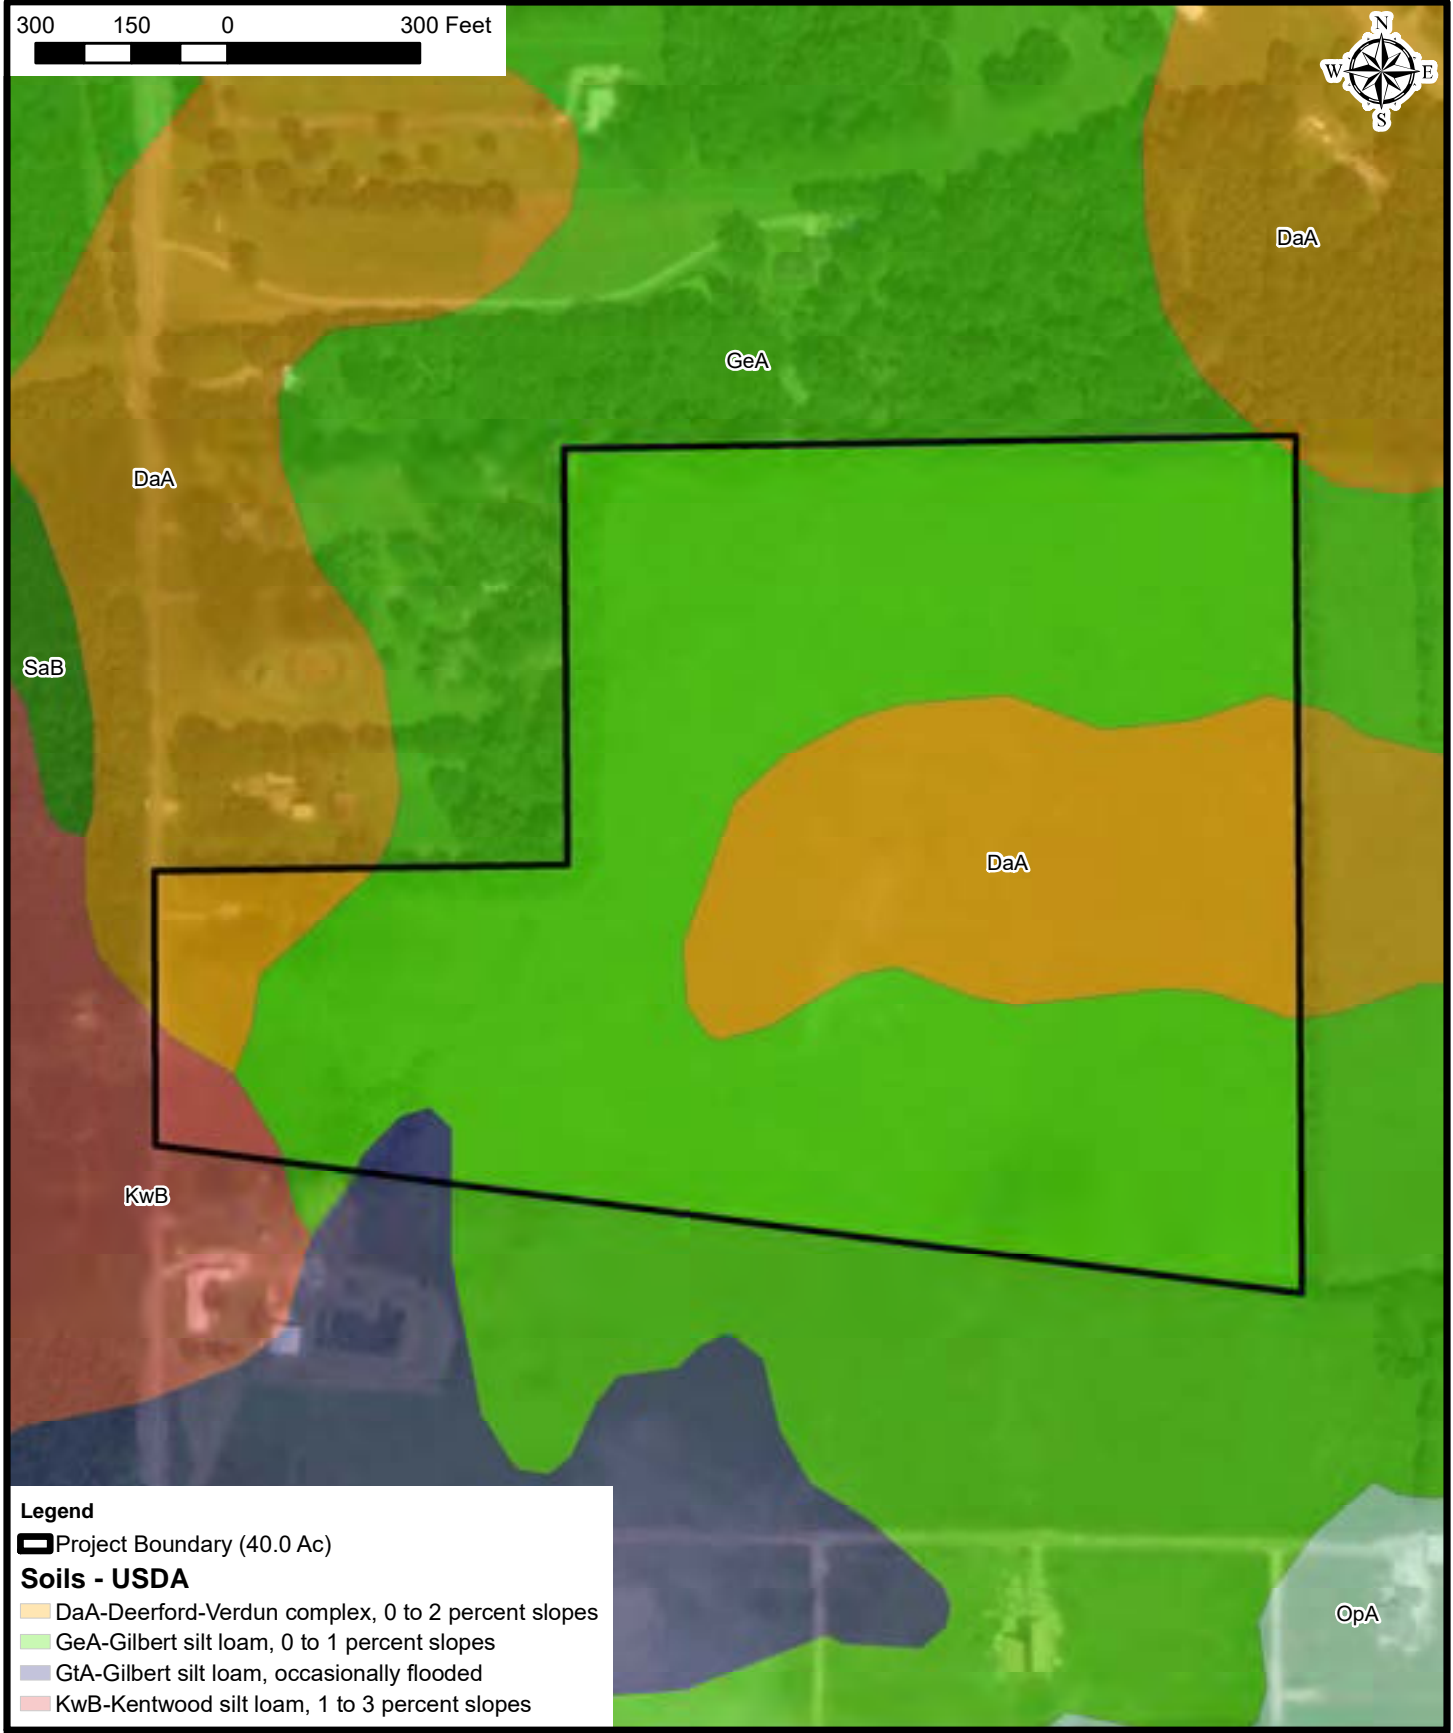 300 150 0 300 Feet
N
W E
S
DaA
GeA
DaA
SaB
DaA
KwB
OpA
Legend
Project Boundary (40.0 Ac)
Soils - USDA
DaA-Deerford-Verdun complex, 0 to 2 percent slopes
GeA-Gilbert silt loam, 0 to 1 percent slopes
GtA-Gilbert silt loam, occasionally flooded
KwB-Kentwood silt loam, 1 to 3 percent slopes